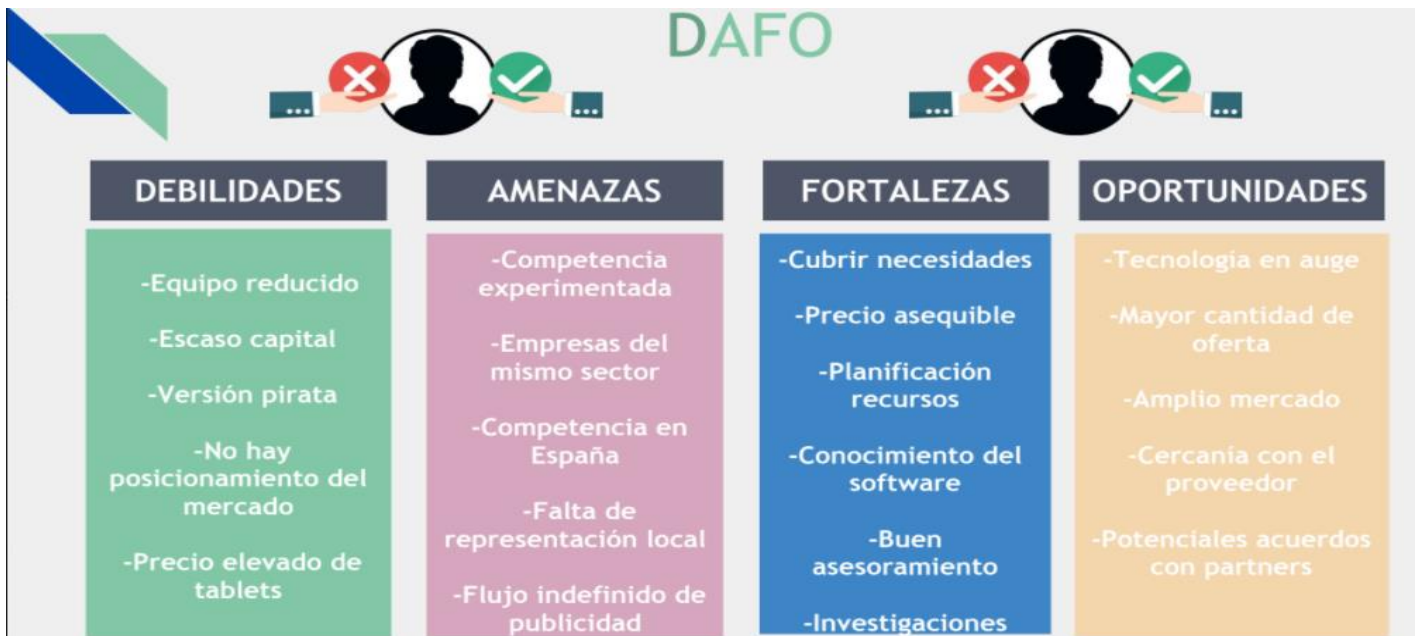 DAFO
DEBILIDADES
-Equipo reducido
-Escaso capital
-Versión pirata
-No hay
posicionamiento del
mercado
-Precio elevado de
tablets
AMENAZAS
-Competencia
experimentada
-Empresas del
mismo sector
-Competencia en
España
-Falta de
representación local
-Flujo indefinido de
publicidad
FORTALEZAS
-Cubrir necesidades
-Precio asequible
-Planificación
recursos
-Conocimiento del
software
-Buen
asesoramiento
-Investigaciones
OPORTUNIDADES
-Tecnologia en auge
-Mayor cantidad de
oferta
-Amplio mercado
-Cercania con el
proveedor
-Potenciales acuerdos
con partners